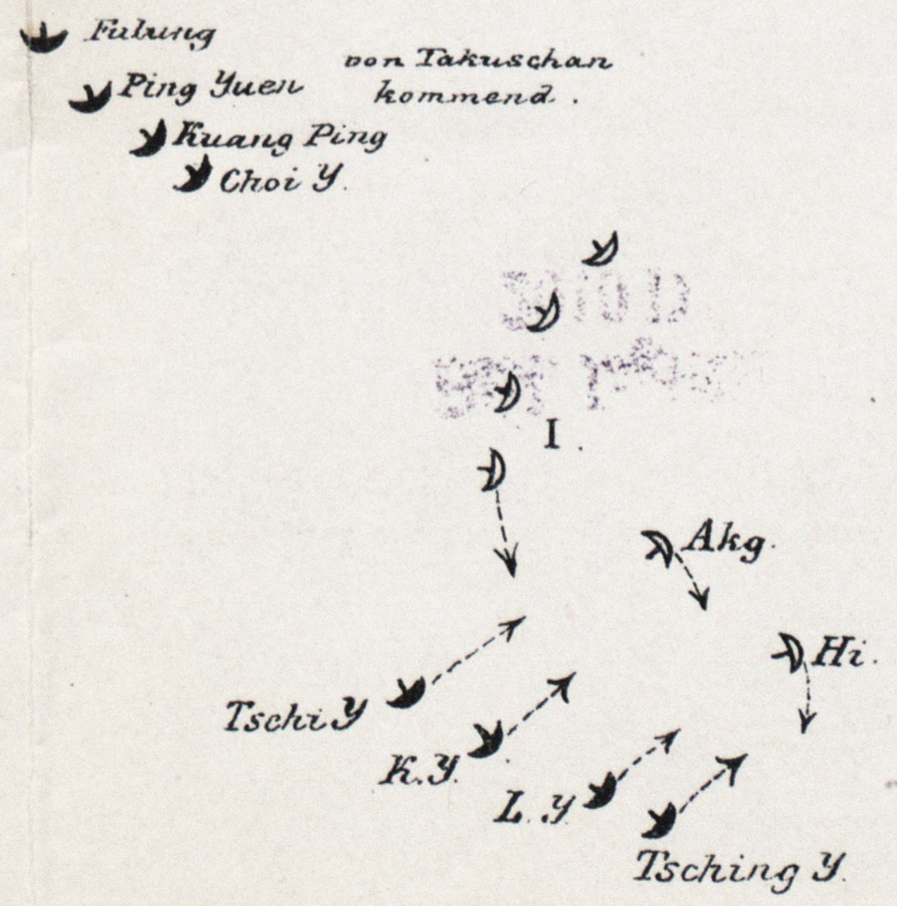 Fulung
Ping Yuen
von Takuschan
kommend.
Kuang Ping
Choi Y.
I.
Akg.
Hi.
Tschi Y
K.Y.
L.Y.
Tsching Y.